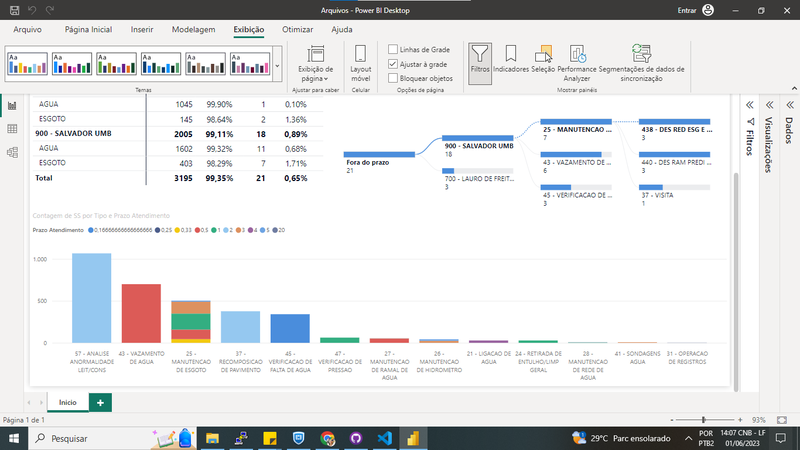 Arquivos - Power BI Desktop
Entrar
Arquivo
Página Inicial
Inserir
Modelagem
Exibição
Otimizar
Ajuda
Aa
Aa
Aa
Aa
Aa
Aa
Exibição de página
Layout móvel
Linhas de Grade
Ajustar à grade
Bloquear objetos
Filtros
Indicadores
Seleção
Performance Analyzer
Segmentações de dados de sincronização
Temas
Ajustar para caber
Celular
Opções de página
Mostrar painéis
AGUA 1045 99.90% 1 0.10%
ESGOTO 145 98.64% 2 1.36%
900 - SALVADOR UMB 2005 99,11% 18 0,89%
AGUA 1602 99.32% 11 0.68%
ESGOTO 403 98.29% 7 1.71%
Total 3195 99,35% 21 0,65%
Fora do prazo
21
900 - SALVADOR UMB
18
700 - LAURO DE FREIT...
3
25 - MANUTENCAO ...
7
43 - VAZAMENTO DE ...
6
45 - VERIFICACAO DE ...
3
438 - DES RED ESG E ...
3
440 - DES RAM PREDI ...
3
37 - VISITA
1
Filtros
Visualizações
Dados
Contagem de SS por Tipo e Prazo Atendimento
Prazo Atendimento 0,16666666666666666 0,25 0,33 0,5 1 2 3 4 5 20
1.000
500
0
57 - ANALISE ANORMALIDADE LEIT/CONS
43 - VAZAMENTO DE AGUA
25 - MANUTENCAO DE ESGOTO
37 - RECOMPOSICAO DE PAVIMENTO
45 - VERIFICACAO DE FALTA DE AGUA
47 - VERIFICACAO DE PRESSAO
27 - MANUTENCAO DE RAMAL DE AGUA
26 - MANUTENCAO DE HIDROMETRO
21 - LIGACAO DE AGUA
24 - RETIRADA DE ENTULHO/LIMP GERAL
28 - MANUTENCAO DE REDE DE AGUA
41 - SONDAGENS AGUA
31 - OPERACAO DE REGISTROS
Inicio
Página 1 de 1
93%
Pesquisar
29°C Parc ensolarado
POR
PTB2
14:07 CNB - LF
01/06/2023